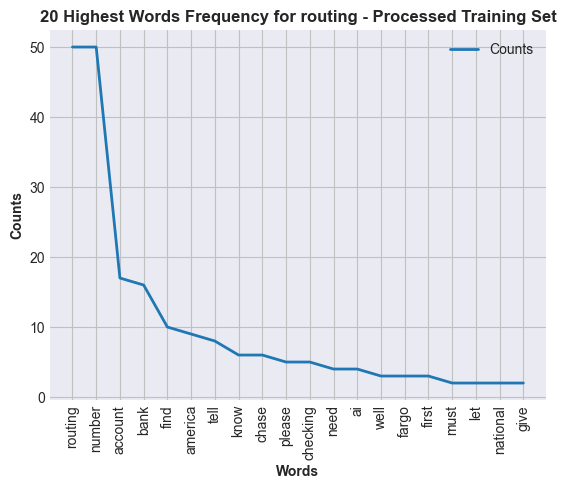 20 Highest Words Frequency for routing - Processed Training Set
Counts
50
40
30
20
10
0
Counts
routing
number
account
bank
find
america
tell
know
chase
please
checking
need
ai
well
fargo
first
must
let
national
give
Words